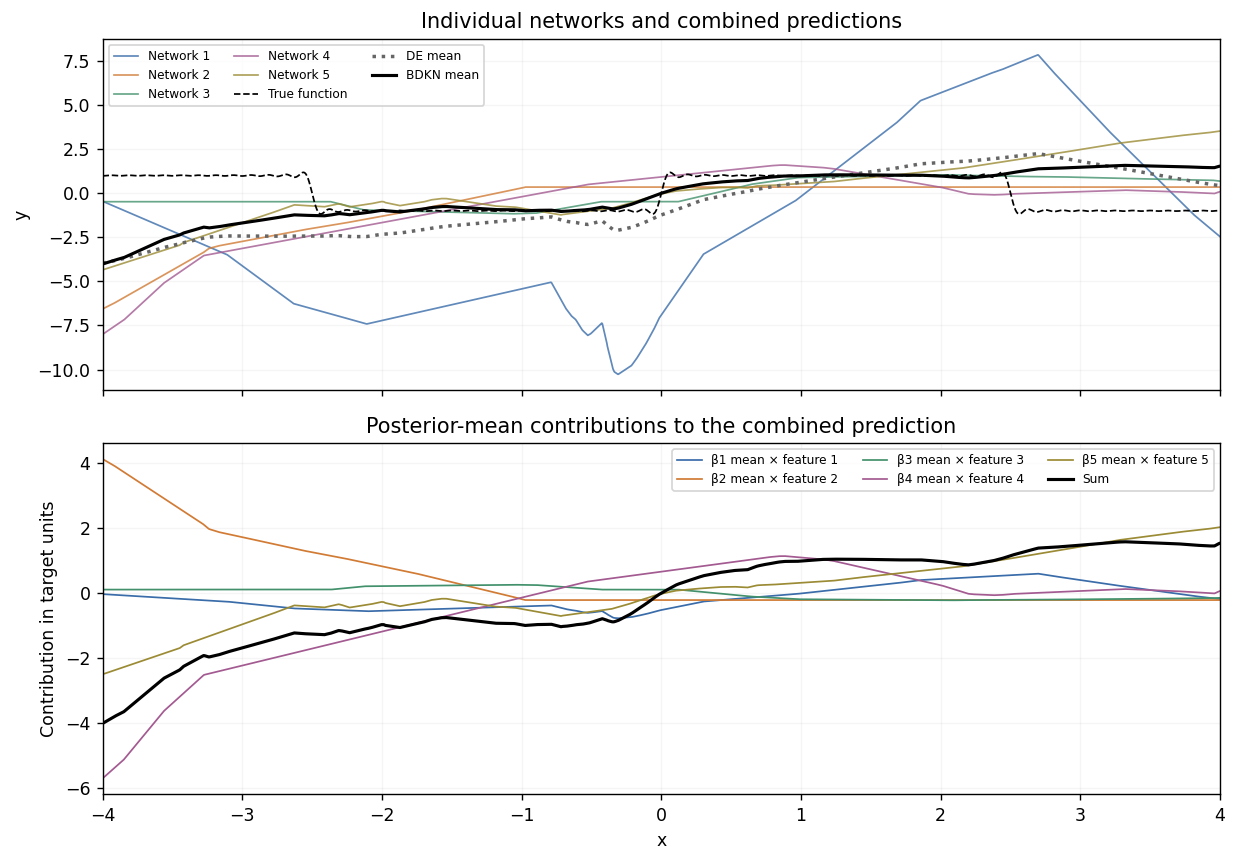 Individual networks and combined predictions
Network 1
Network 2
Network 3
Network 4
Network 5
True function
DE mean
BDKN mean
7.5
5.0
2.5
0.0
−2.5
−5.0
−7.5
−10.0
y
Posterior-mean contributions to the combined prediction
β1 mean × feature 1
β2 mean × feature 2
β3 mean × feature 3
β4 mean × feature 4
β5 mean × feature 5
Sum
4
2
0
−2
−4
−6
Contribution in target units
−4
−3
−2
−1
0
1
2
3
4
x